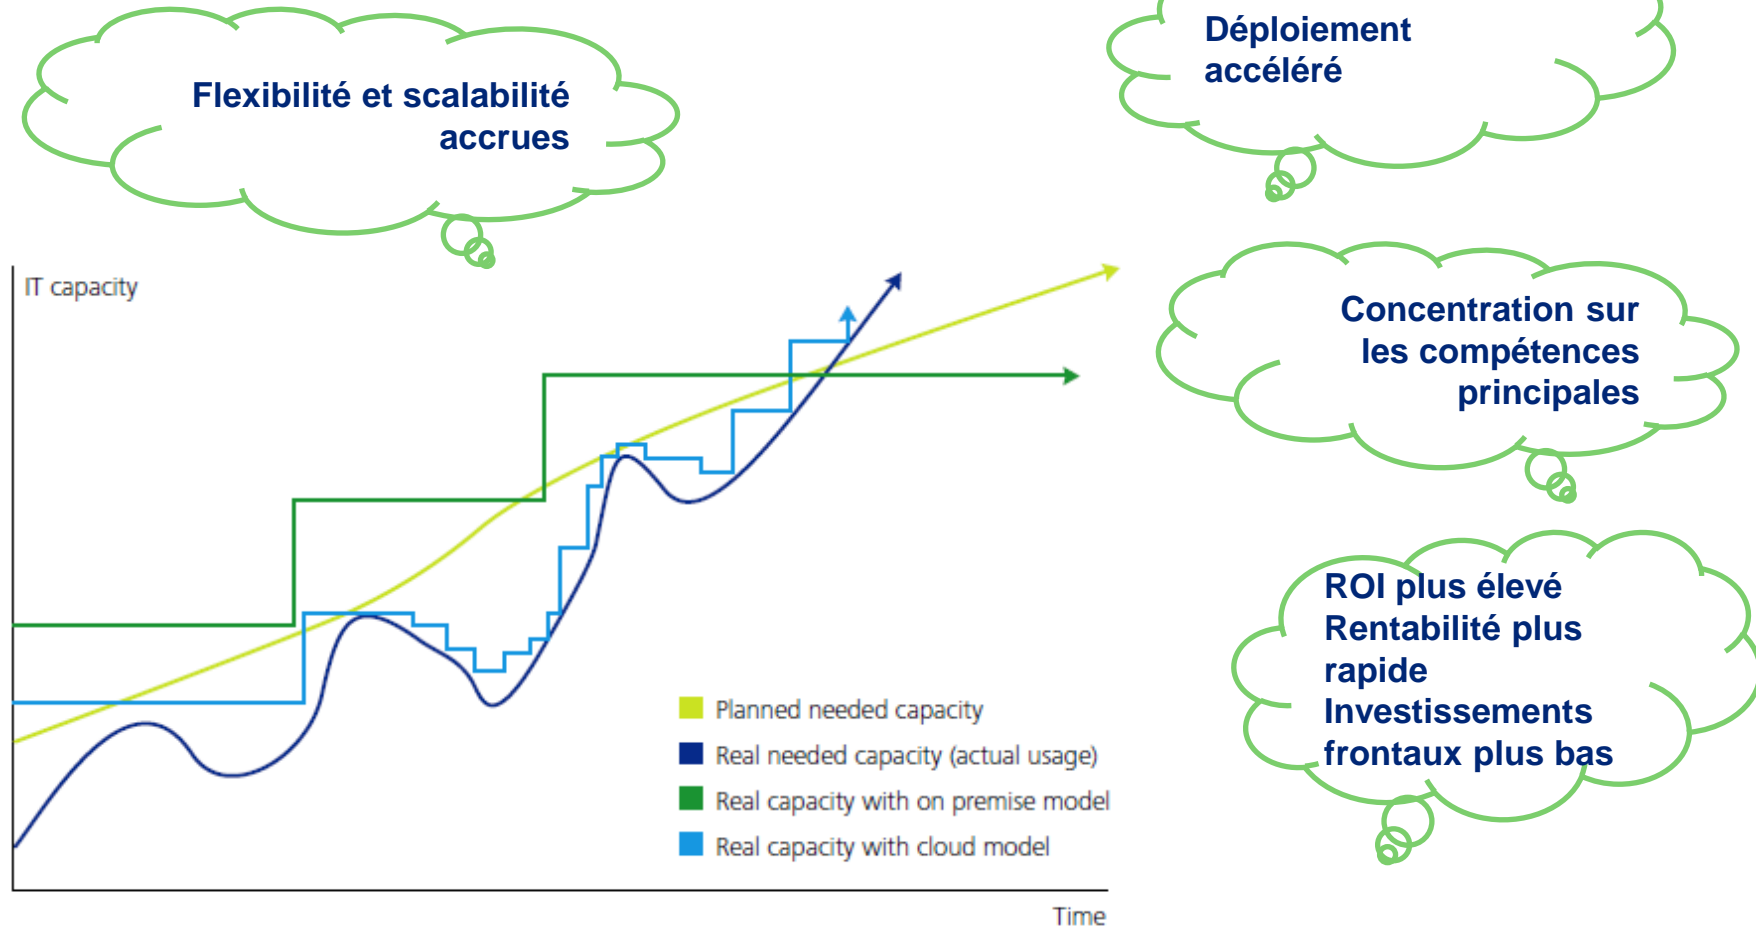 Flexibilité et scalabilité
accrues
Déploiement
accéléré
IT capacity
Concentration sur
les compétences
principales
ROI plus élevé
Rentabilité plus
rapide
Investissements
frontaux plus bas
Planned needed capacity
Real needed capacity (actual usage)
Real capacity with on premise model
Real capacity with cloud model
Time